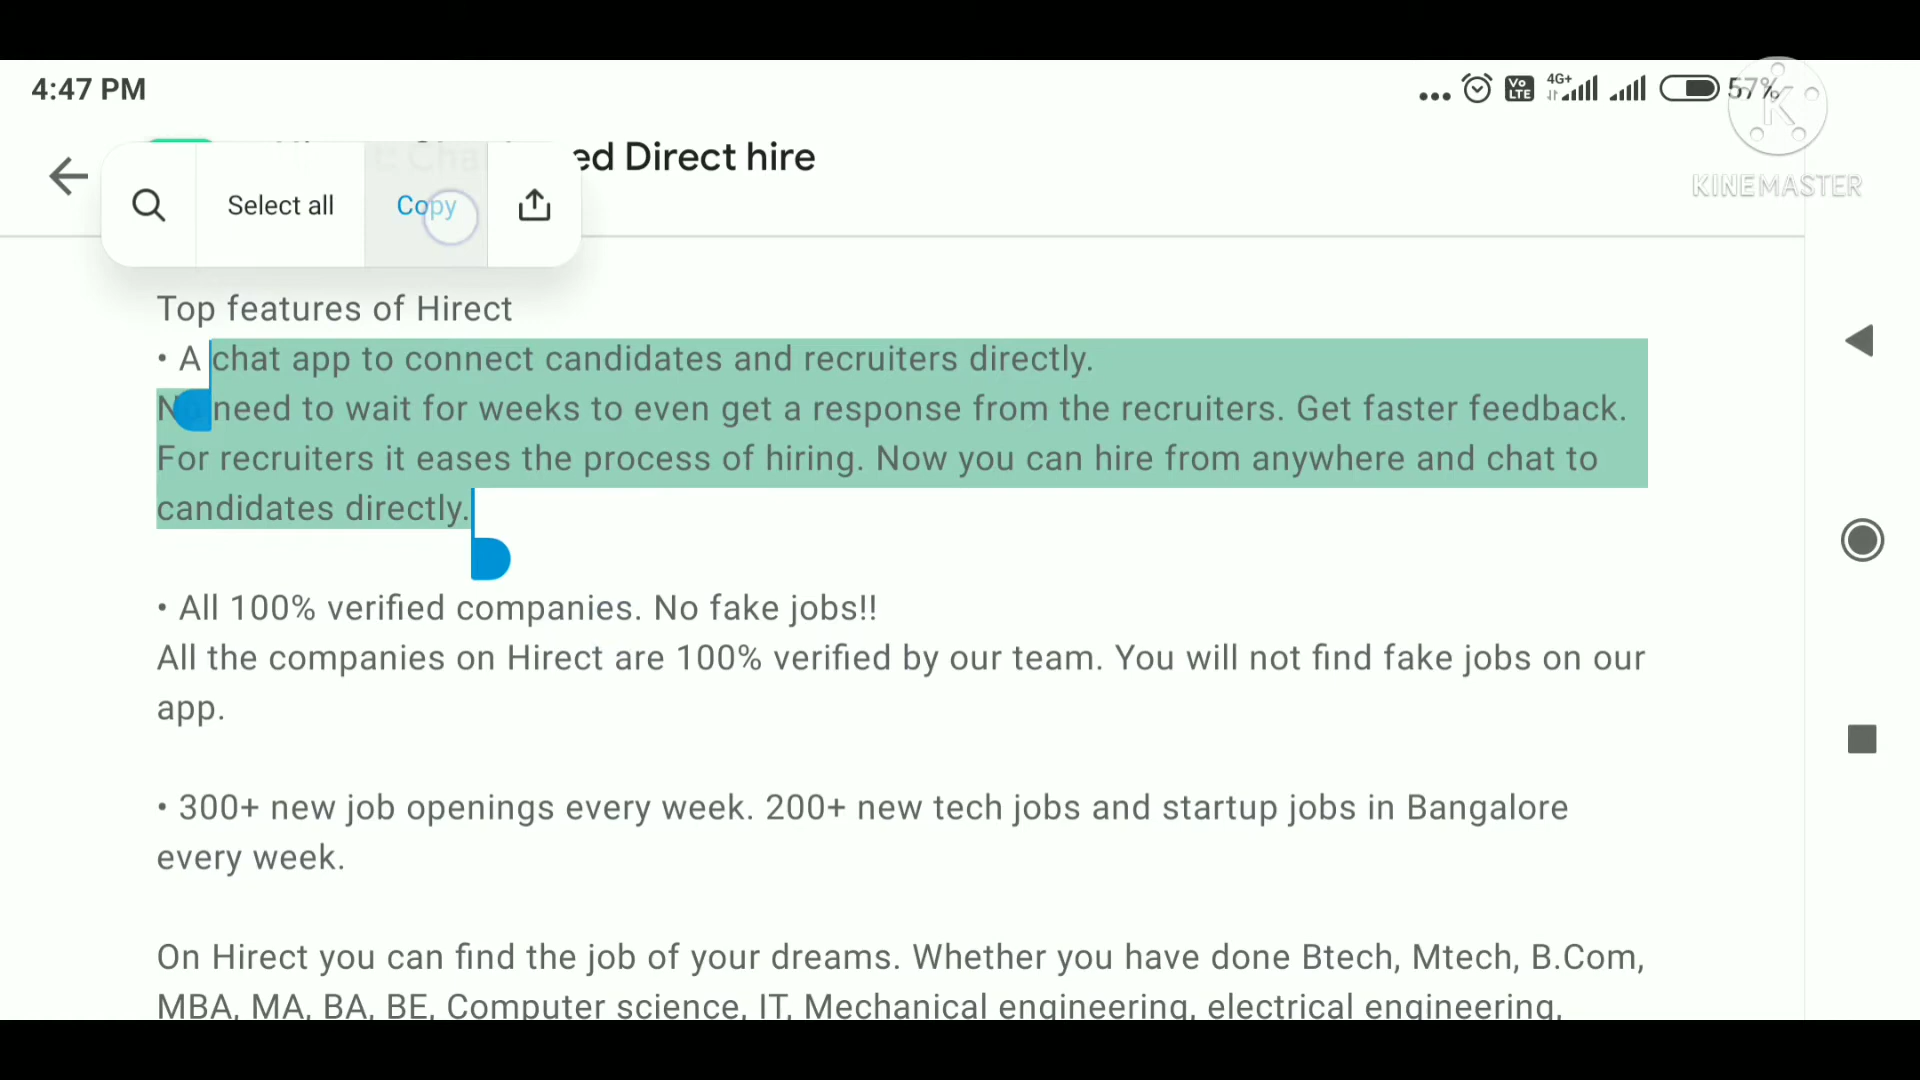 4:47 PM
Vo LTE 4G+ 57%
KINEMASTER
ed Direct hire
Select all Copy
Top features of Hirect
• A chat app to connect candidates and recruiters directly.
No need to wait for weeks to even get a response from the recruiters. Get faster feedback.
For recruiters it eases the process of hiring. Now you can hire from anywhere and chat to
candidates directly.
• All 100% verified companies. No fake jobs!!
All the companies on Hirect are 100% verified by our team. You will not find fake jobs on our
app.
• 300+ new job openings every week. 200+ new tech jobs and startup jobs in Bangalore
every week.
On Hirect you can find the job of your dreams. Whether you have done Btech, Mtech, B.Com,
MBA, MA, BA, BE, Computer science, IT, Mechanical engineering, electrical engineering,